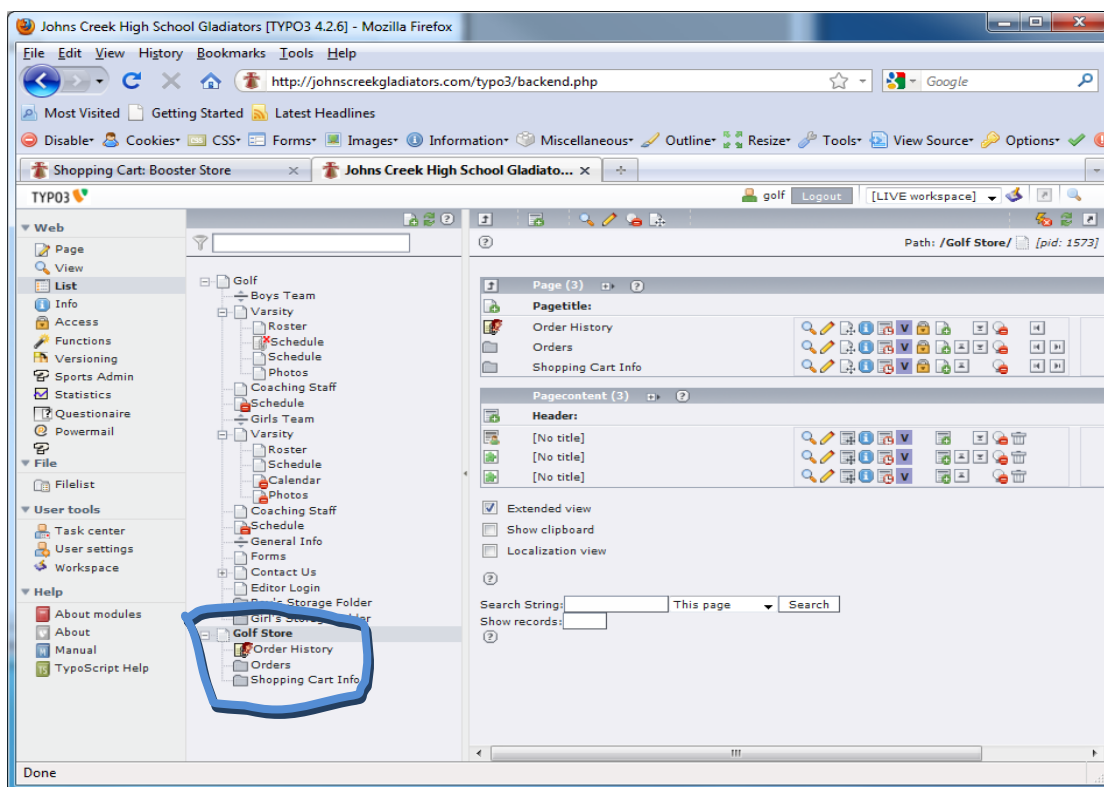 Johns Creek High School Gladiators [TYPO3 4.2.6] - Mozilla Firefox
File Edit View History Bookmarks Tools Help
http://johnscreekgladiators.com/typo3/backend.php
Google
Most Visited Getting Started Latest Headlines
Disable Cookies CSS Forms Images Information Miscellaneous Outline Resize Tools View Source Options
Shopping Cart: Booster Store
Johns Creek High School Gladiato...
TYPO3
golf Logout [LIVE workspace]
Web
Page
View
List
Info
Access
Functions
Versioning
Sports Admin
Statistics
Questionaire
Powermail
File
Filelist
User tools
Task center
User settings
Workspace
Help
About modules
About
Manual
TypoScript Help
Golf
Boys Team
Varsity
Roster
Schedule
Schedule
Photos
Coaching Staff
Schedule
Girls Team
Varsity
Roster
Schedule
Calendar
Photos
Coaching Staff
Schedule
General Info
Forms
Contact Us
Editor Login
Storage Folder
Girl's
Golf Store
Order History
Orders
Shopping Cart Info
Path: /Golf Store/ [pid: 1573]
Page (3)
Pagetitle:
Order History
Orders
Shopping Cart Info
Pagecontent (3)
Header:
[No title]
[No title]
[No title]
Extended view
Show clipboard
Localization view
Search String: This page Search
Show records:
Done